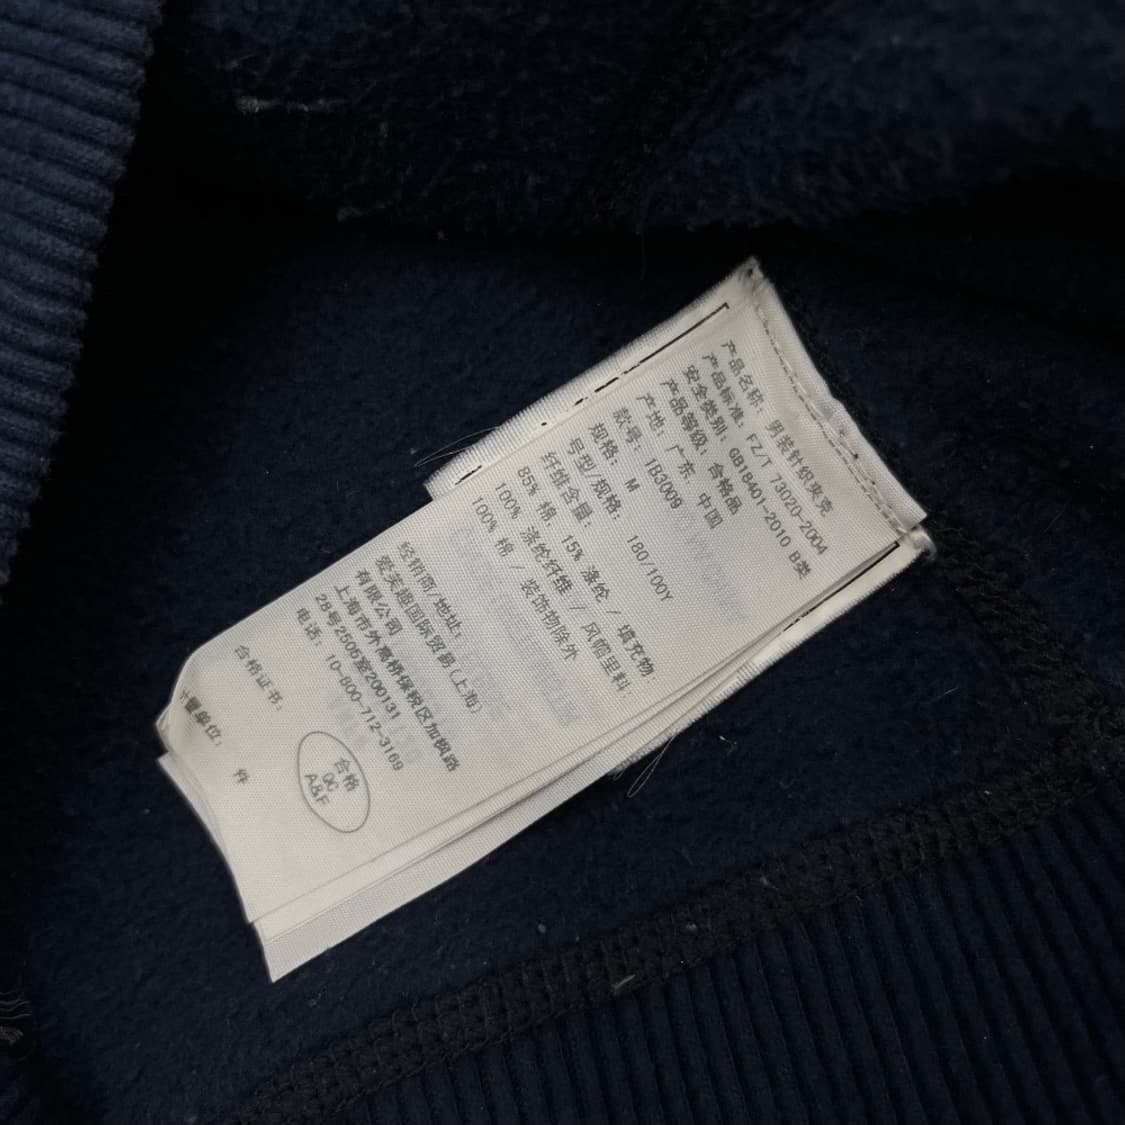 产品名称: 男装针织夹克
产品标准: FZ/T 73020-2004
安全类别: GB18401-2010 B类
产品等级: 合格品
产地: 广东, 中国
款号: IB3009
规格: M
号型/规格: 180/100Y
纤维含量:
85% 棉, 15% 涤纶 / 填充物:
100% 涤纶纤维 / 风帽里料:
100% 棉 / 装饰物除外
经销商/地址:
爱芙趣国际贸易(上海)
有限公司
上海市外高桥保税区加枫路
28号2505室200131
电话: 10-800-712-3169
合格证书:
合格
QC
A&F
计量单位: 件